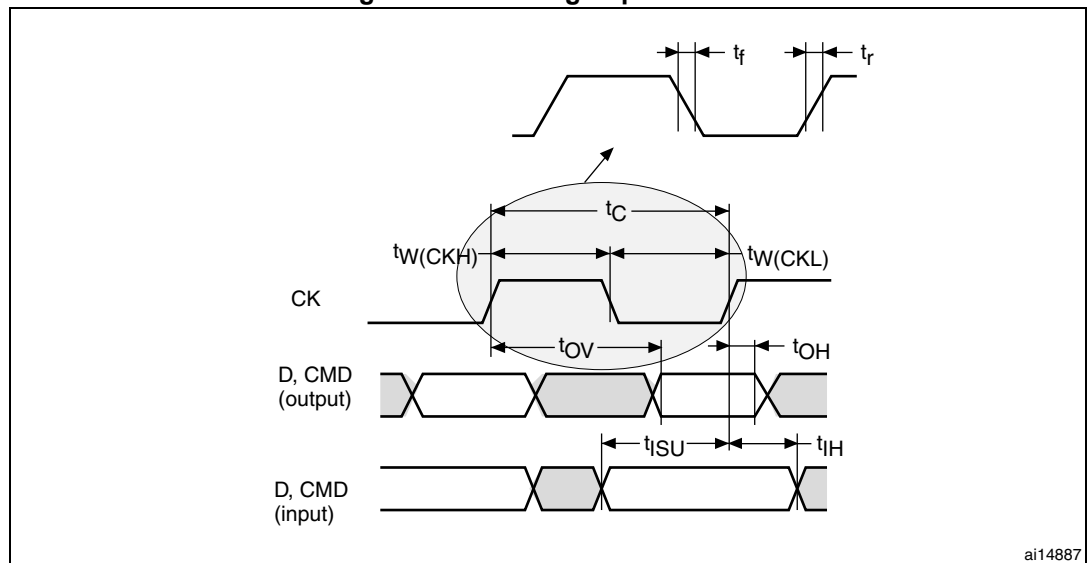 tf
tr
tC
tW(CKH)
tW(CKL)
CK
tOV
tOH
D, CMD
(output)
tISU
tIH
D, CMD
(input)
ai14887